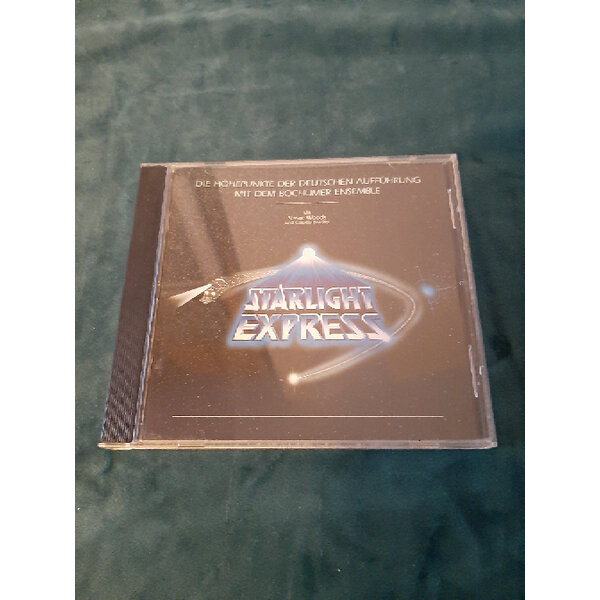 DIE HÖHEPUNKTE DER DEUTSCHEN AUFFÜHRUNG
MIT DEM BOCHUMER ENSEMBLE
STARLIGHT
EXPRESS